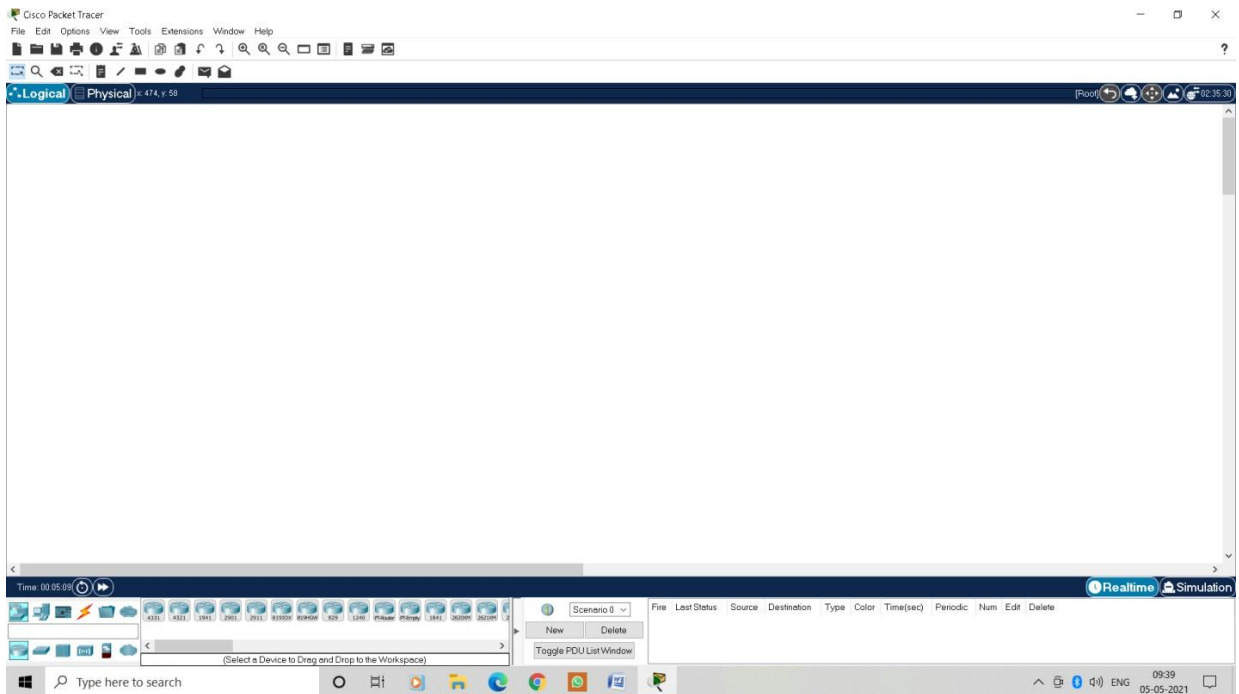 Cisco Packet Tracer
File Edit Options View Tools Extensions Window Help
?
Logical Physical x: 474, y: 58 [Root] 02:35:30
Time: 00:05:09 Realtime Simulation
4331 4321 1941 2901 2911 819IOX 819HGW 829 1240 PT-Router PT-Empty 1841 2620XM 2621XM 2
Scenario 0
Fire Last Status Source Destination Type Color Time(sec) Periodic Num Edit Delete
New Delete
Toggle PDU List Window
(Select a Device to Drag and Drop to the Workspace)
Type here to search
ENG
09:39
05-05-2021